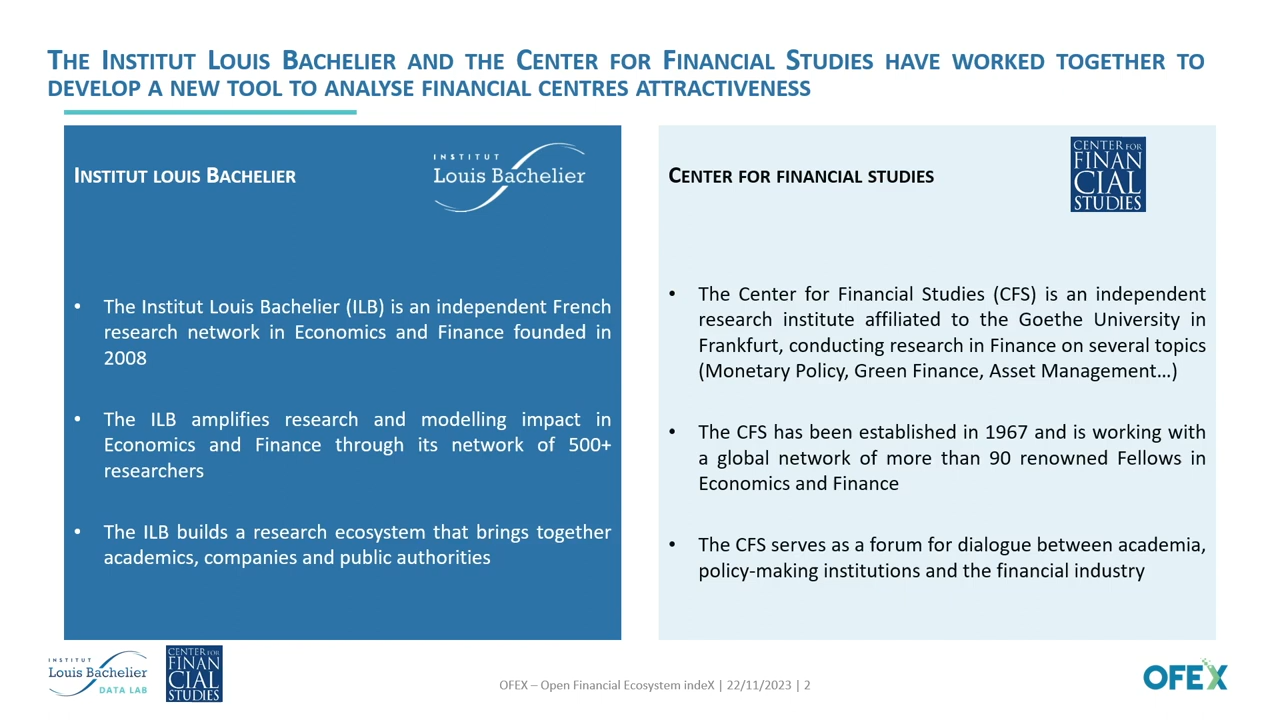 THE INSTITUT LOUIS BACHELIER AND THE CENTER FOR FINANCIAL STUDIES HAVE WORKED TOGETHER TO
DEVELOP A NEW TOOL TO ANALYSE FINANCIAL CENTRES ATTRACTIVENESS
INSTITUT LOUIS BACHELIER
INSTITUT
Louis Bachelier
• The Institut Louis Bachelier (ILB) is an independent French
research network in Economics and Finance founded in
2008
• The ILB amplifies research and modelling impact in
Economics and Finance through its network of 500+
researchers
• The ILB builds a research ecosystem that brings together
academics, companies and public authorities
CENTER FOR FINANCIAL STUDIES
CENTER FOR
FINAN
CIAL
STUDIES
• The Center for Financial Studies (CFS) is an independent
research institute affiliated to the Goethe University in
Frankfurt, conducting research in Finance on several topics
(Monetary Policy, Green Finance, Asset Management…)
• The CFS has been established in 1967 and is working with
a global network of more than 90 renowned Fellows in
Economics and Finance
• The CFS serves as a forum for dialogue between academia,
policy-making institutions and the financial industry
INSTITUT
Louis Bachelier
DATA LAB
CENTER FOR
FINAN
CIAL
STUDIES
OFEX – Open Financial Ecosystem indeX | 22/11/2023 | 2
OFEX